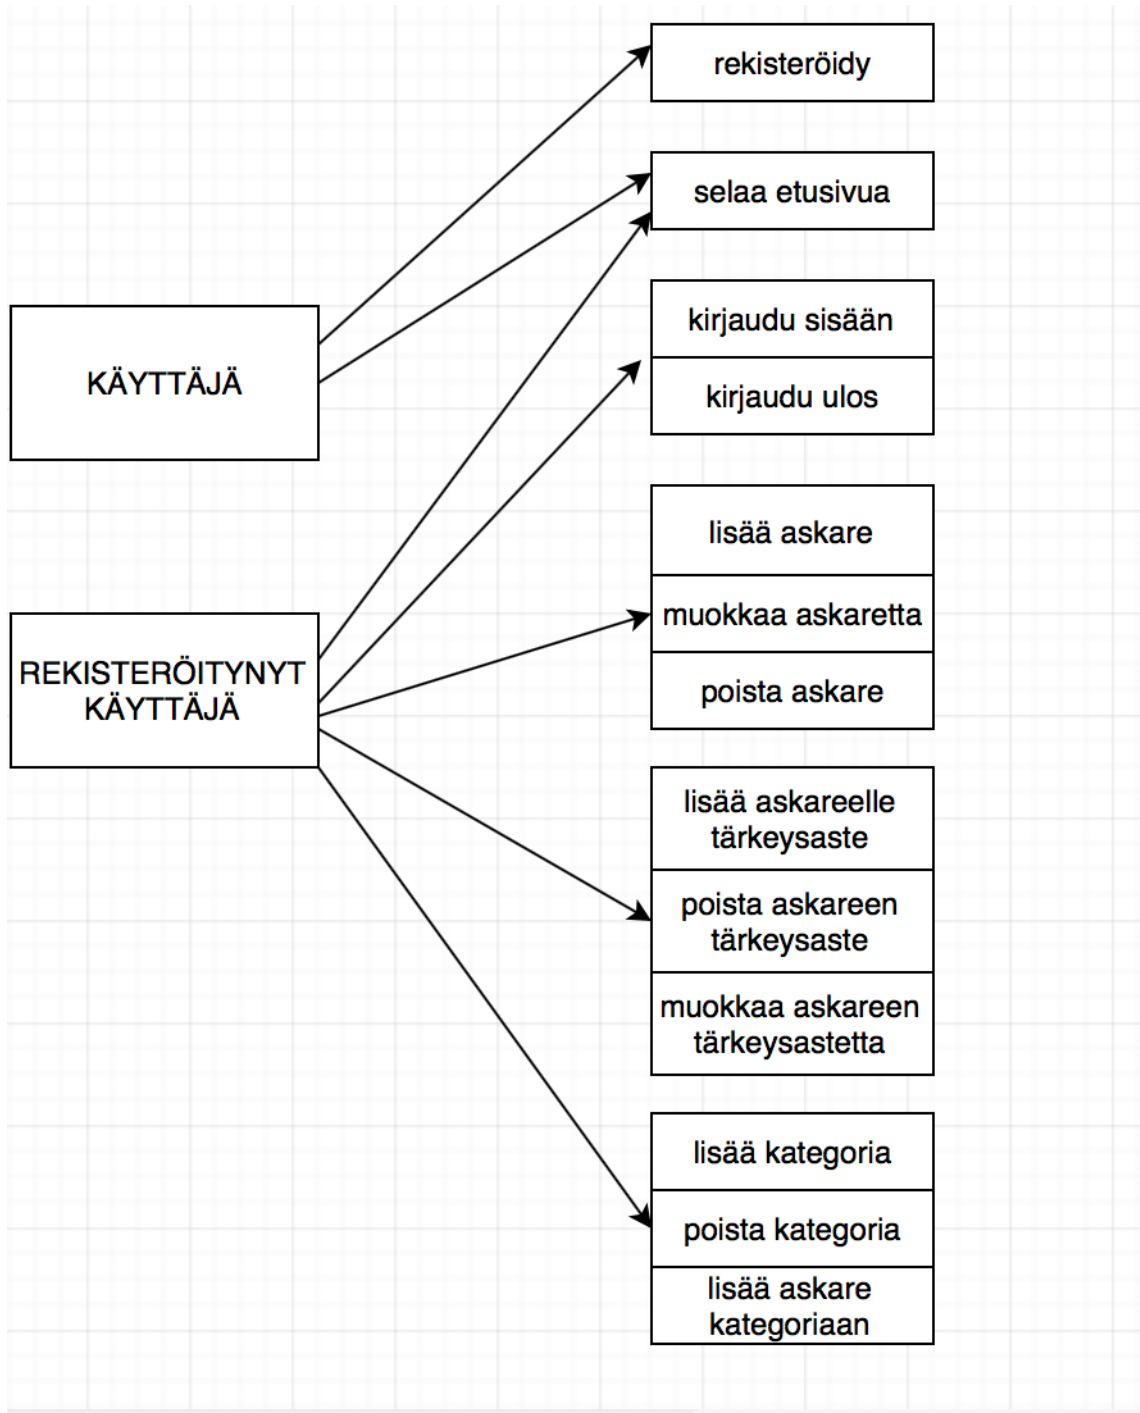 rekisteröidy
selaa etusivua
kirjaudu sisään
kirjaudu ulos
KÄYTTÄJÄ
lisää askare
muokkaa askaretta
poista askare
REKISTERÖITYNYT
KÄYTTÄJÄ
lisää askareelle
tärkeysaste
poista askareen
tärkeysaste
muokkaa askareen
tärkeysastetta
lisää kategoria
poista kategoria
lisää askare
kategoriaan